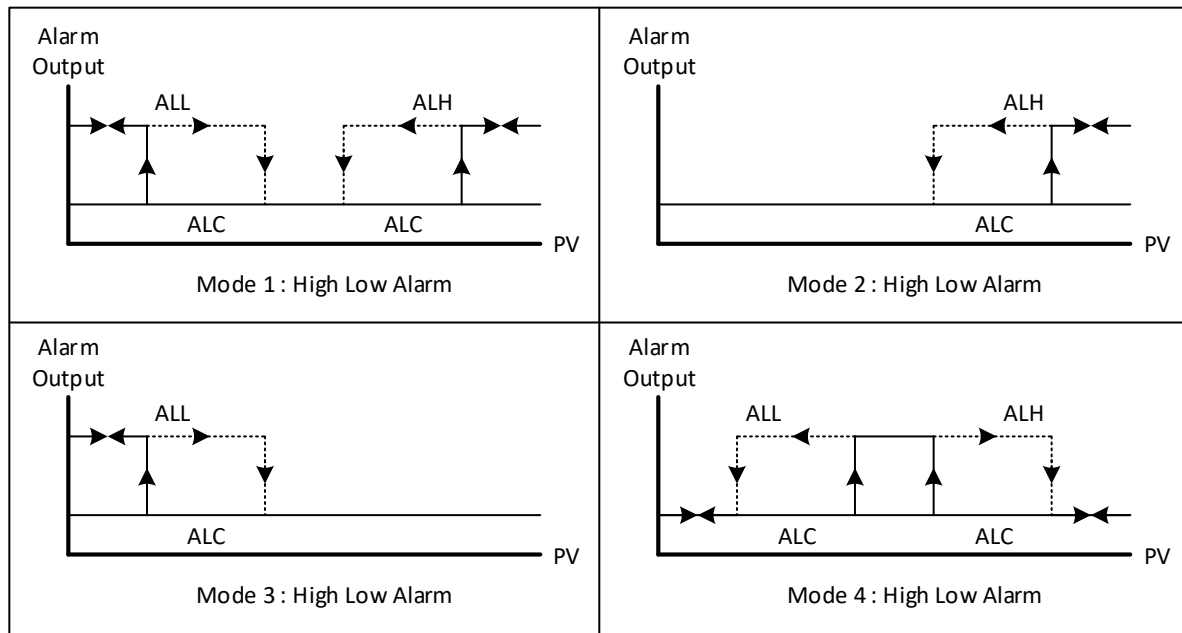 Alarm
Output
ALL
ALH
ALC
ALC
PV
Mode 1 : High Low Alarm
Alarm
Output
ALH
ALC
PV
Mode 2 : High Low Alarm
Alarm
Output
ALL
ALC
PV
Mode 3 : High Low Alarm
Alarm
Output
ALL
ALH
ALC
ALC
PV
Mode 4 : High Low Alarm